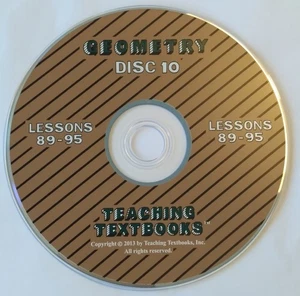 GEOMETRY
DISC 10
LESSONS
89-95
LESSONS
89-95
TEACHING
TEXTBOOKS™
Copyright © 2013 by Teaching Textbooks, Inc.
All rights reserved.